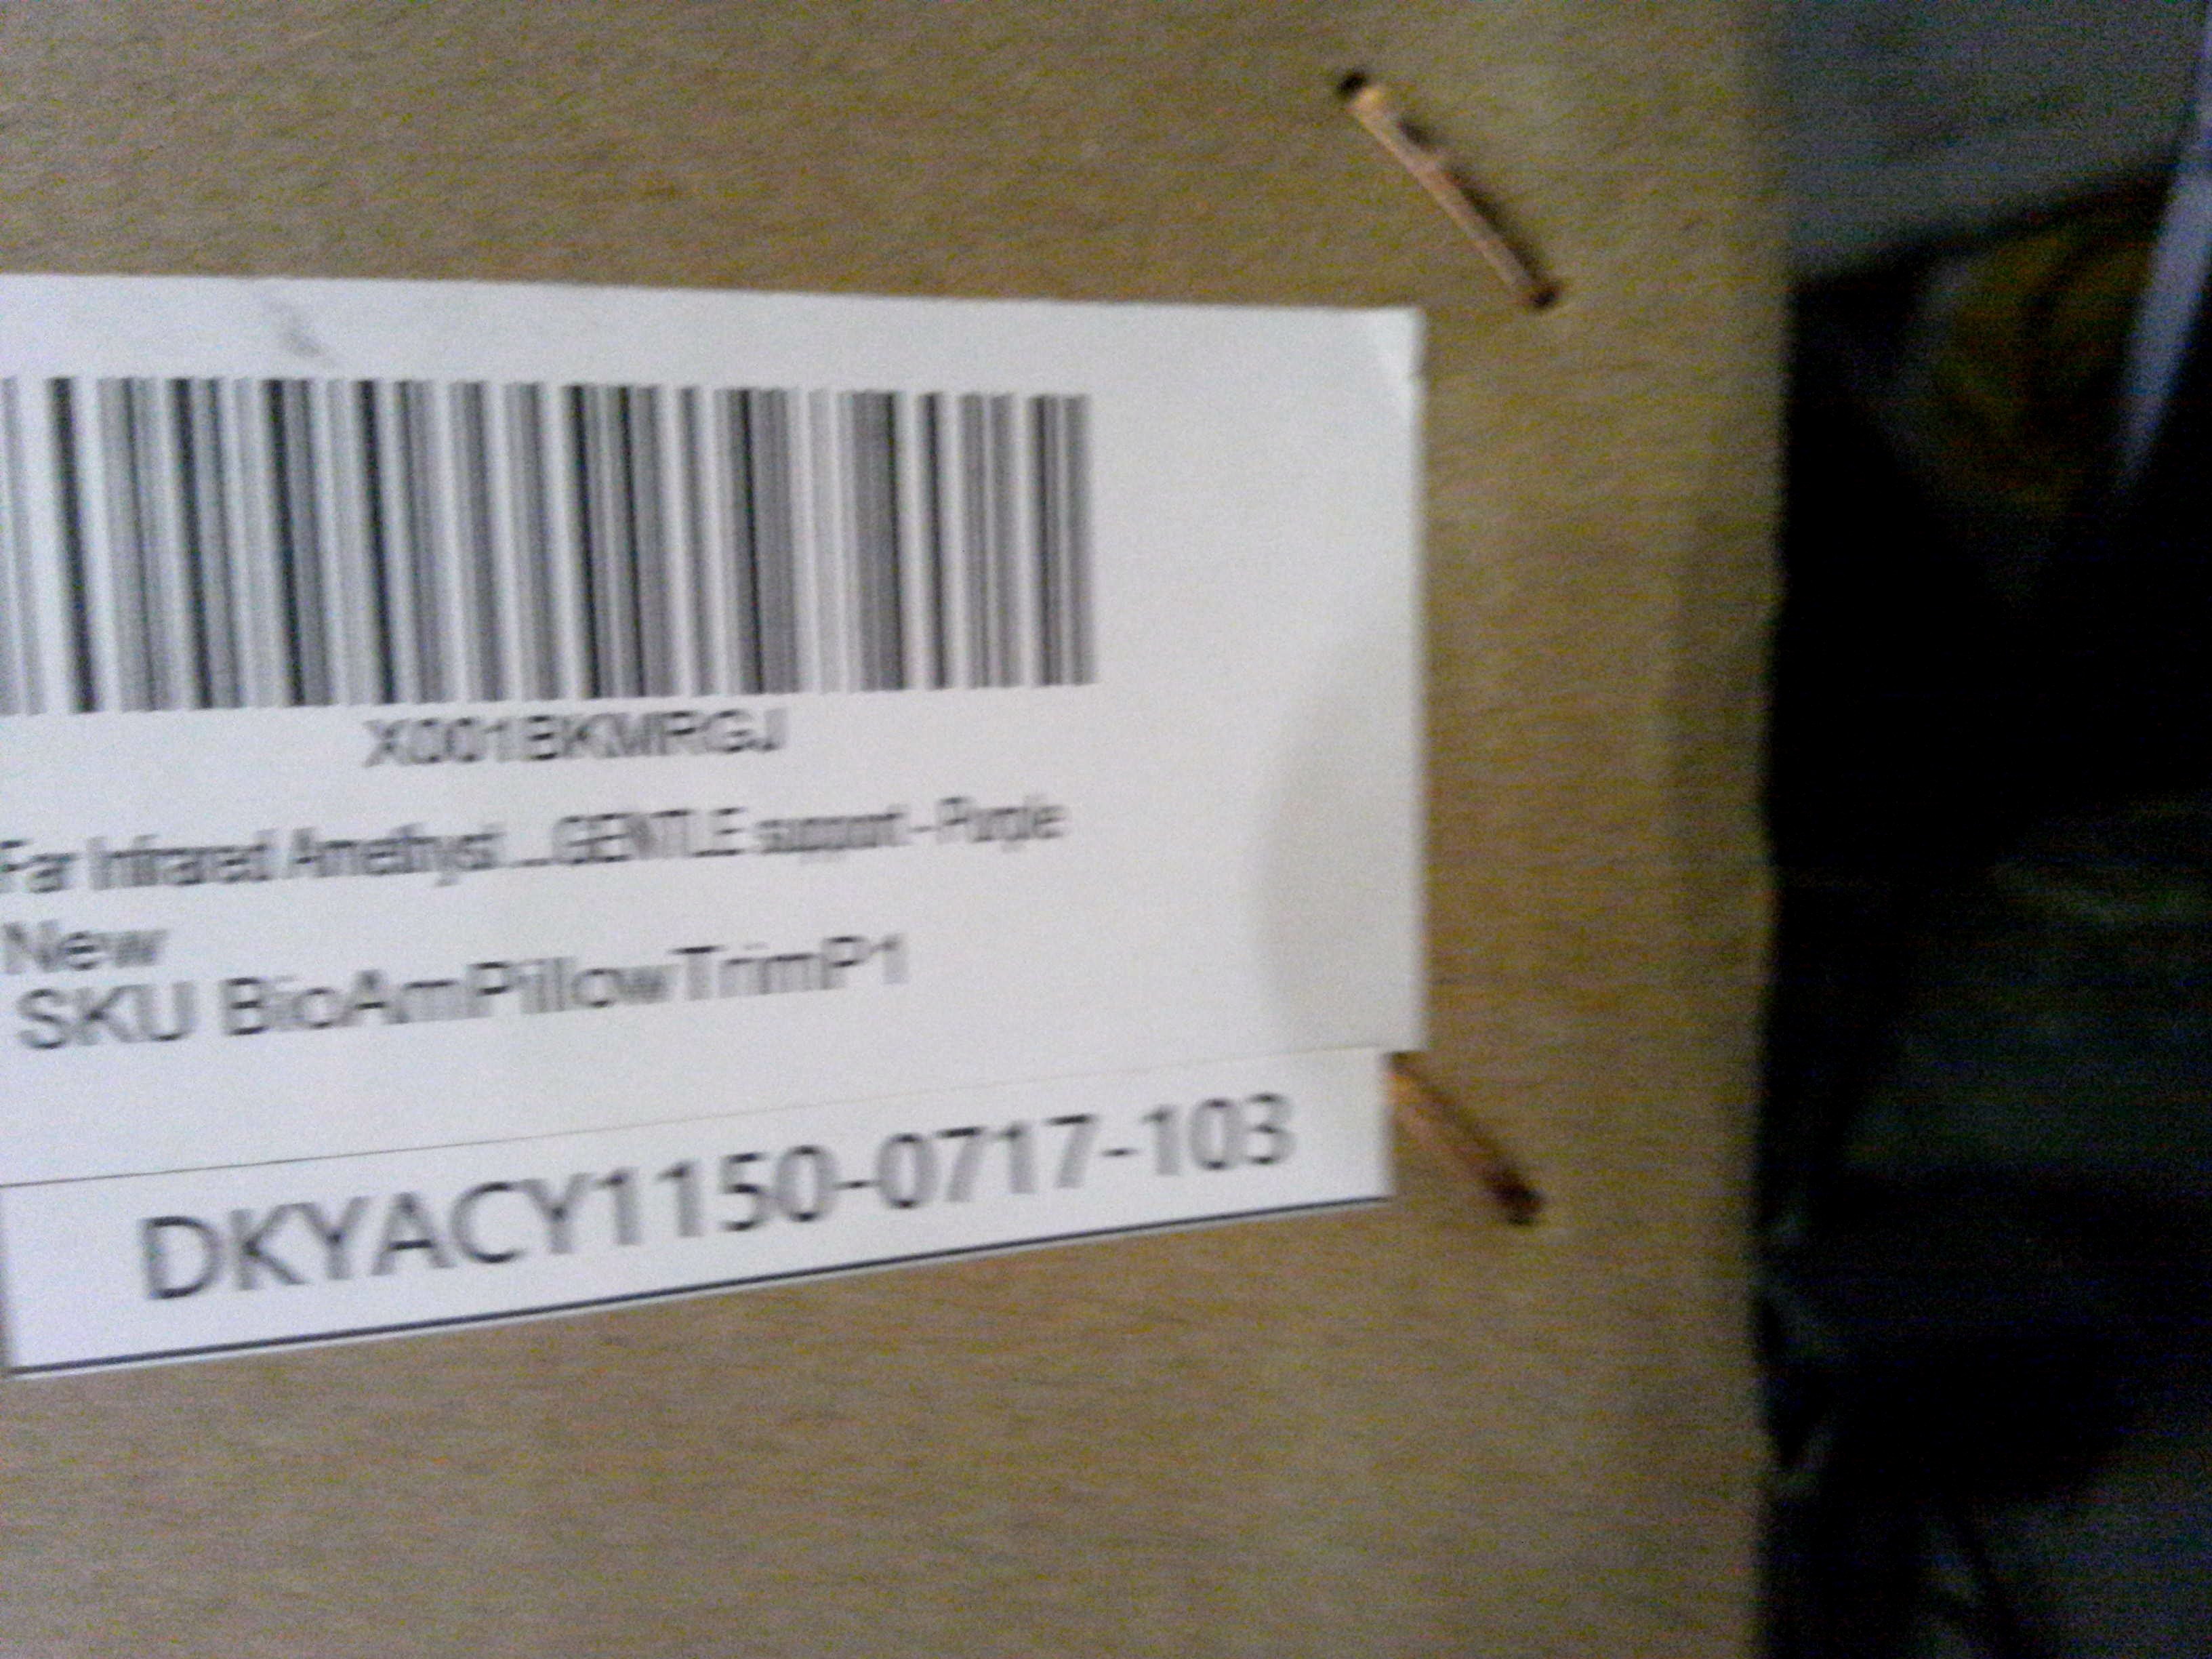 X001BKMRGJ
Far Infrared Amethyst ...GENTLE support - Purple
New
SKU BioAmPillowTrimP1
DKYACY1150-0717-103